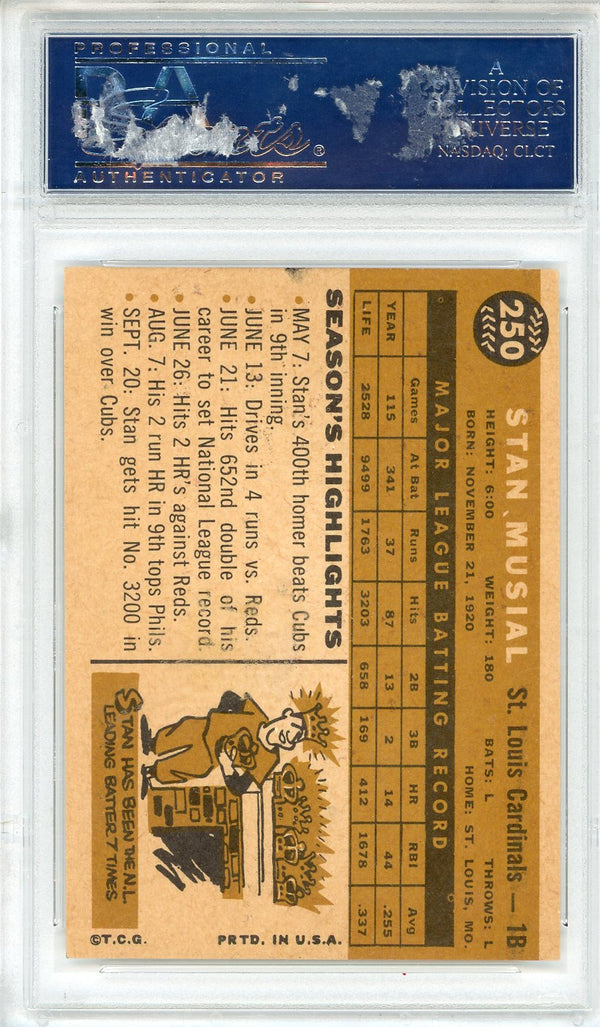 PROFESSIONAL
AUTHENTICATOR
A
DIVISION OF
COLLECTORS
UNIVERSE
NASDAQ: CLCT
250
STAN MUSIAL St. Louis Cardinals — 1B
HEIGHT: 6:00 WEIGHT: 180 BATS: L THROWS: L
BORN: NOVEMBER 21, 1920 HOME: ST. LOUIS, MO.
MAJOR LEAGUE BATTING RECORD
Games At Bat Runs Hits 2B 3B HR RBI Avg
YEAR 115 341 37 87 13 2 14 44 .255
LIFE 2528 9499 1763 3203 658 169 412 1678 .337
SEASON'S HIGHLIGHTS
• MAY 7: Stan's 400th homer beats Cubs
in 9th inning.
• JUNE 13: Drives in 4 runs vs. Reds.
• JUNE 21: Hits 652nd double of his
career to set National League record
• JUNE 26: Hits 2 HR's against Reds.
• AUG. 7: His 2 run HR in 9th tops Phils.
• SEPT. 20: Stan gets hit No. 3200 in
win over Cubs.
STAN HAS BEEN THE N.L.
LEADING BATTER 7 TIMES
©T.C.G. PRTD. IN U.S.A.